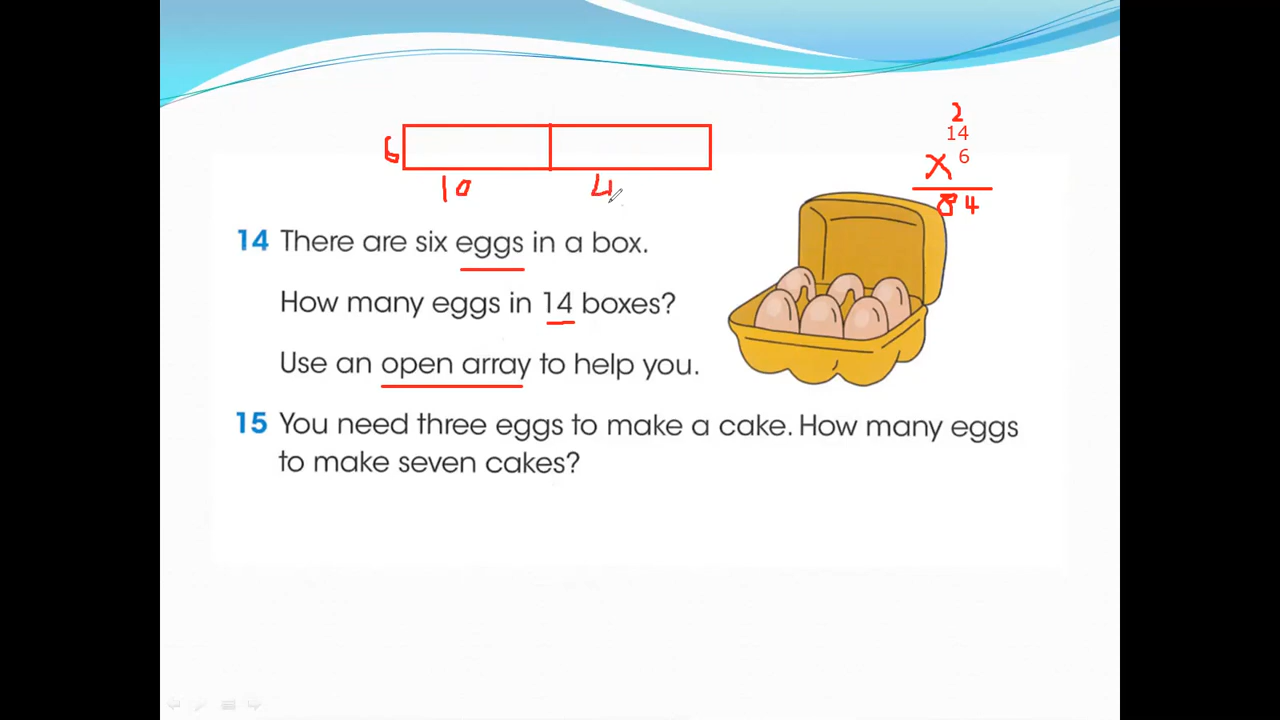 2
14
6
X 6
84
10 4
14 There are six eggs in a box.
How many eggs in 14 boxes?
Use an open array to help you.
15 You need three eggs to make a cake. How many eggs
to make seven cakes?